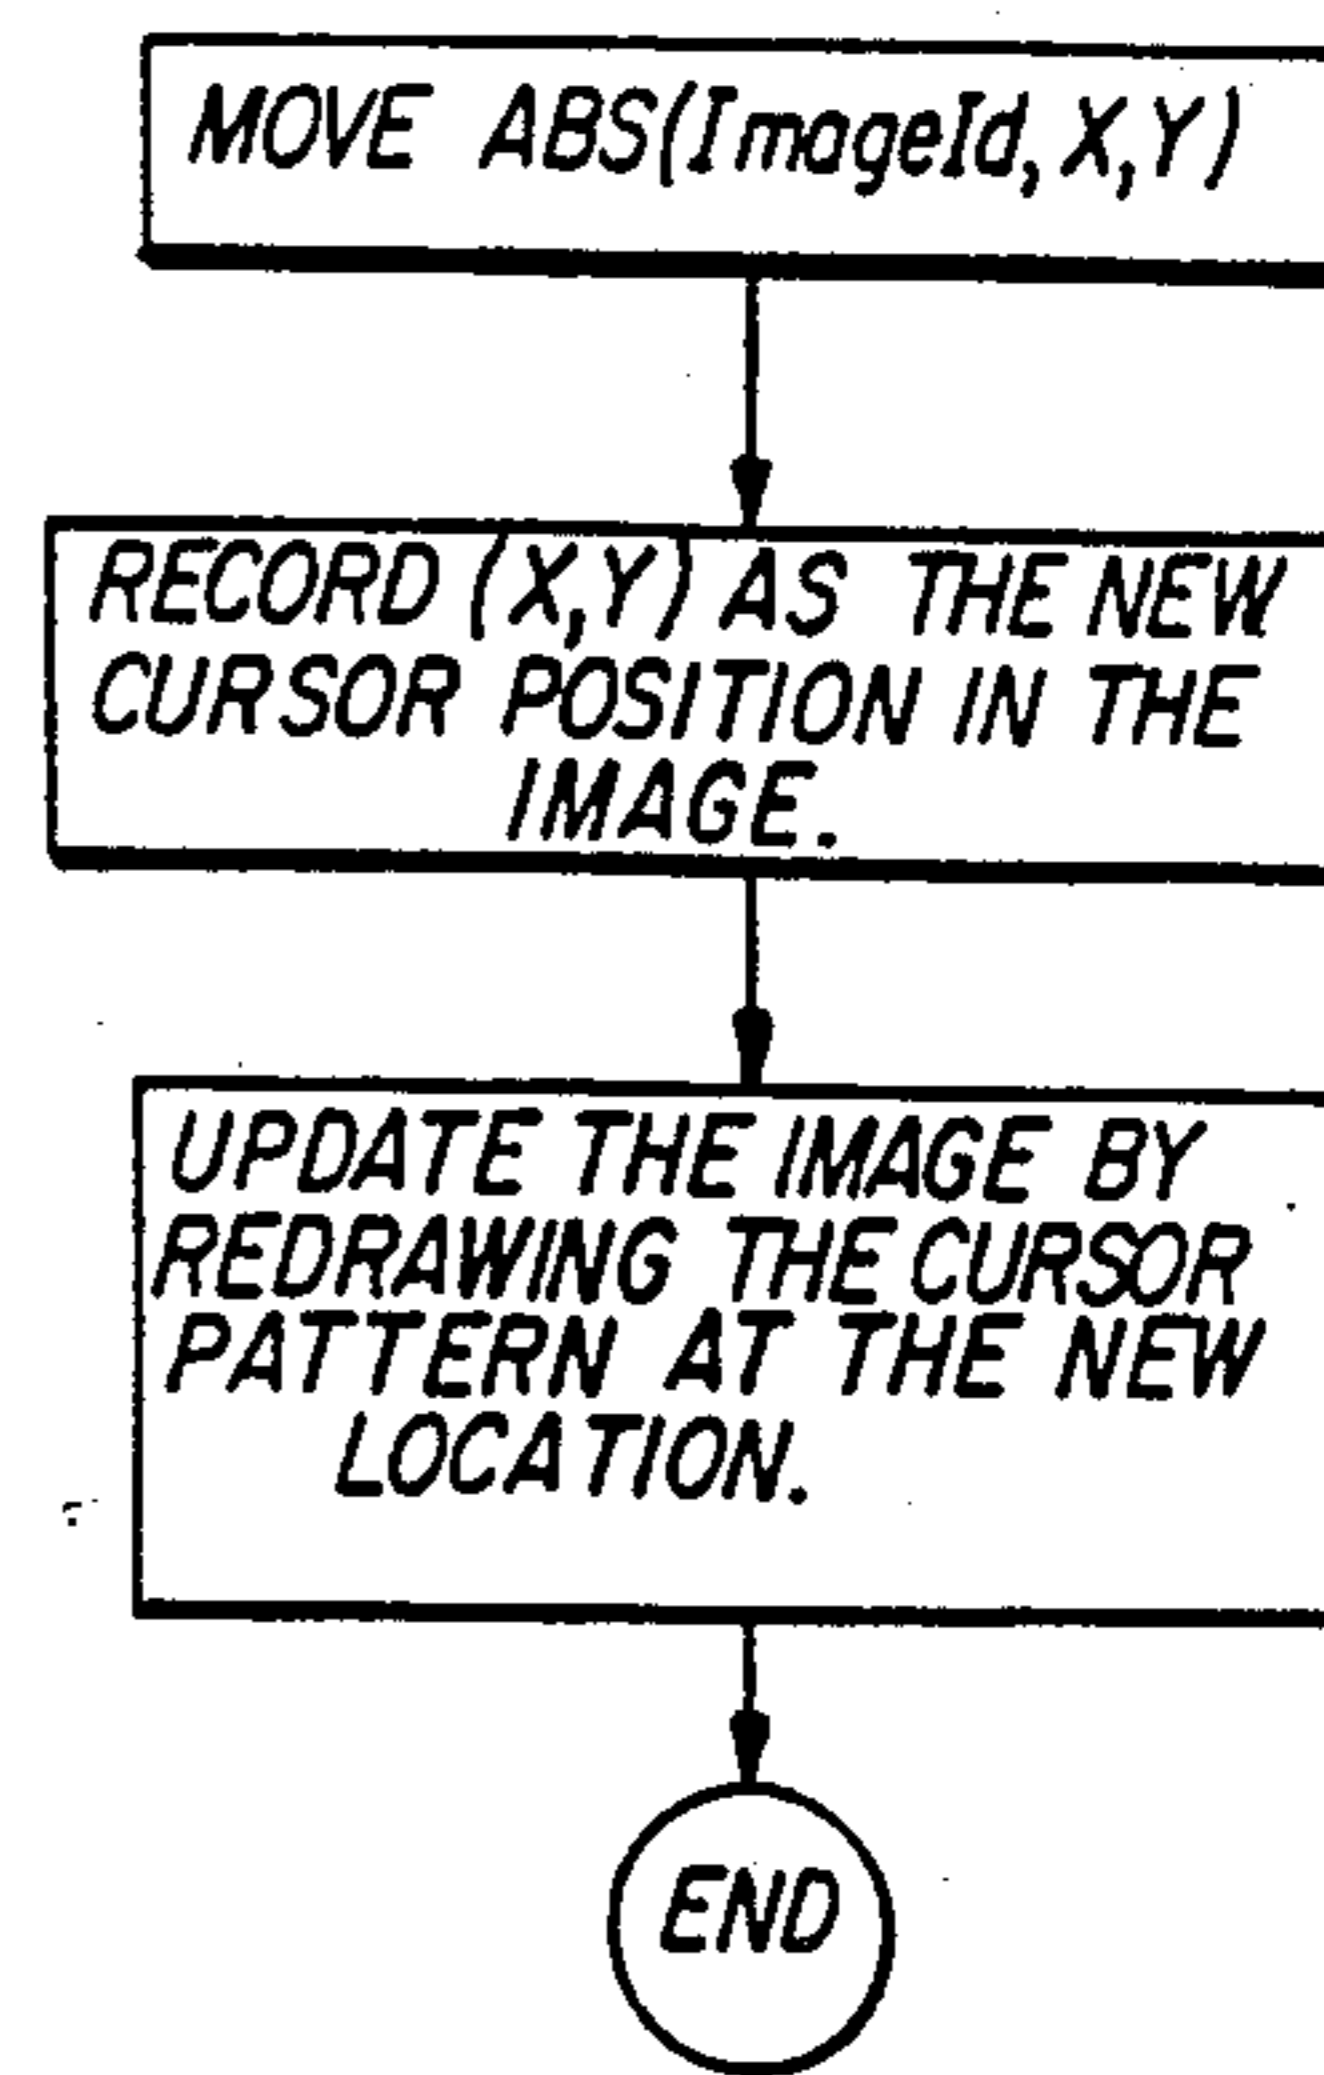 MOVE ABS(ImageId, X,Y)
RECORD (X,Y) AS THE NEW
CURSOR POSITION IN THE
IMAGE.
UPDATE THE IMAGE BY
REDRAWING THE CURSOR
PATTERN AT THE NEW
LOCATION.
END